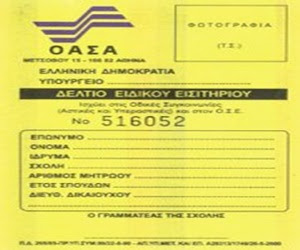 ΟΑΣΑ
ΜΕΤΣΟΒΟΥ 15 - 106 82 ΑΘΗΝΑ
ΦΩΤΟΓΡΑΦΙΑ
(Τ.Σ.)
ΕΛΛΗΝΙΚΗ ΔΗΜΟΚΡΑΤΙΑ
ΥΠΟΥΡΓΕΙΟ
ΔΕΛΤΙΟ ΕΙΔΙΚΟΥ ΕΙΣΙΤΗΡΙΟΥ
Ισχύει στις Οδικές Συγκοινωνίες
(Αστικές και Υπεραστικές) και στον Ο.Σ.Ε.
No 516052
ΕΠΩΝΥΜΟ
ΟΝΟΜΑ
ΙΔΡΥΜΑ
ΣΧΟΛΗ
ΑΡΙΘΜΟΣ ΜΗΤΡΩΟΥ
ΕΤΟΣ ΣΠΟΥΔΩΝ
ΔΙΕΥΘ. ΔΙΚΑΙΟΥΧΟΥ
Ο ΓΡΑΜΜΑΤΕΑΣ ΤΗΣ ΣΧΟΛΗΣ